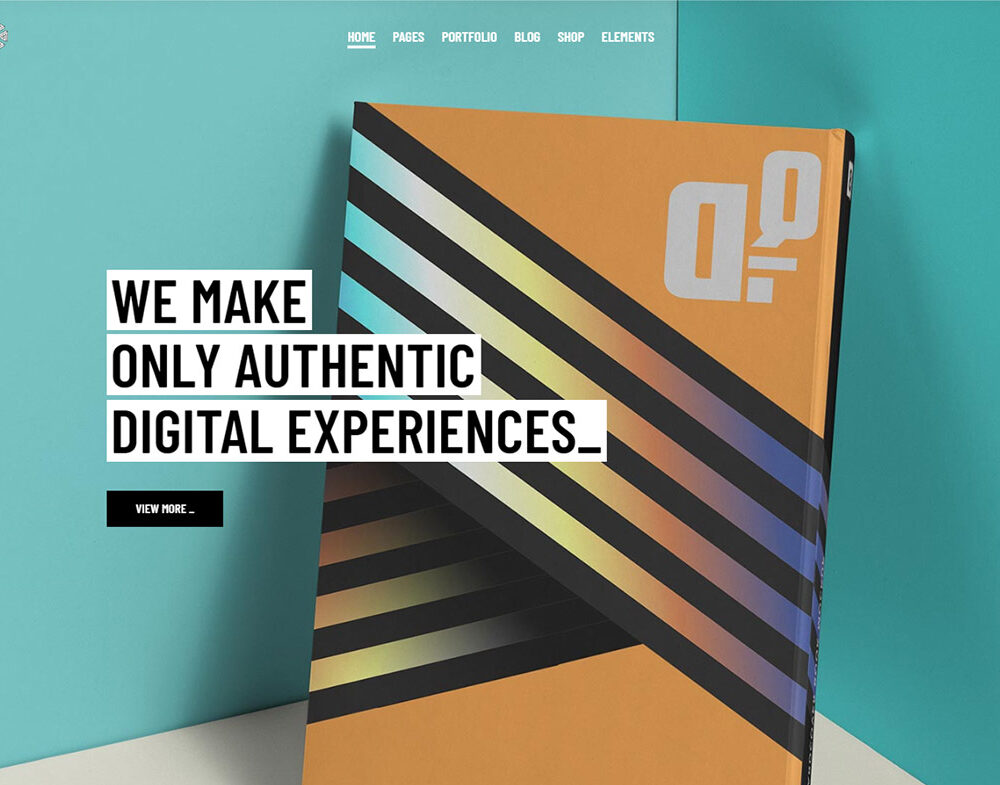 HOME PAGES PORTFOLIO BLOG SHOP ELEMENTS
WE MAKE
ONLY AUTHENTIC
DIGITAL EXPERIENCES_
VIEW MORE _